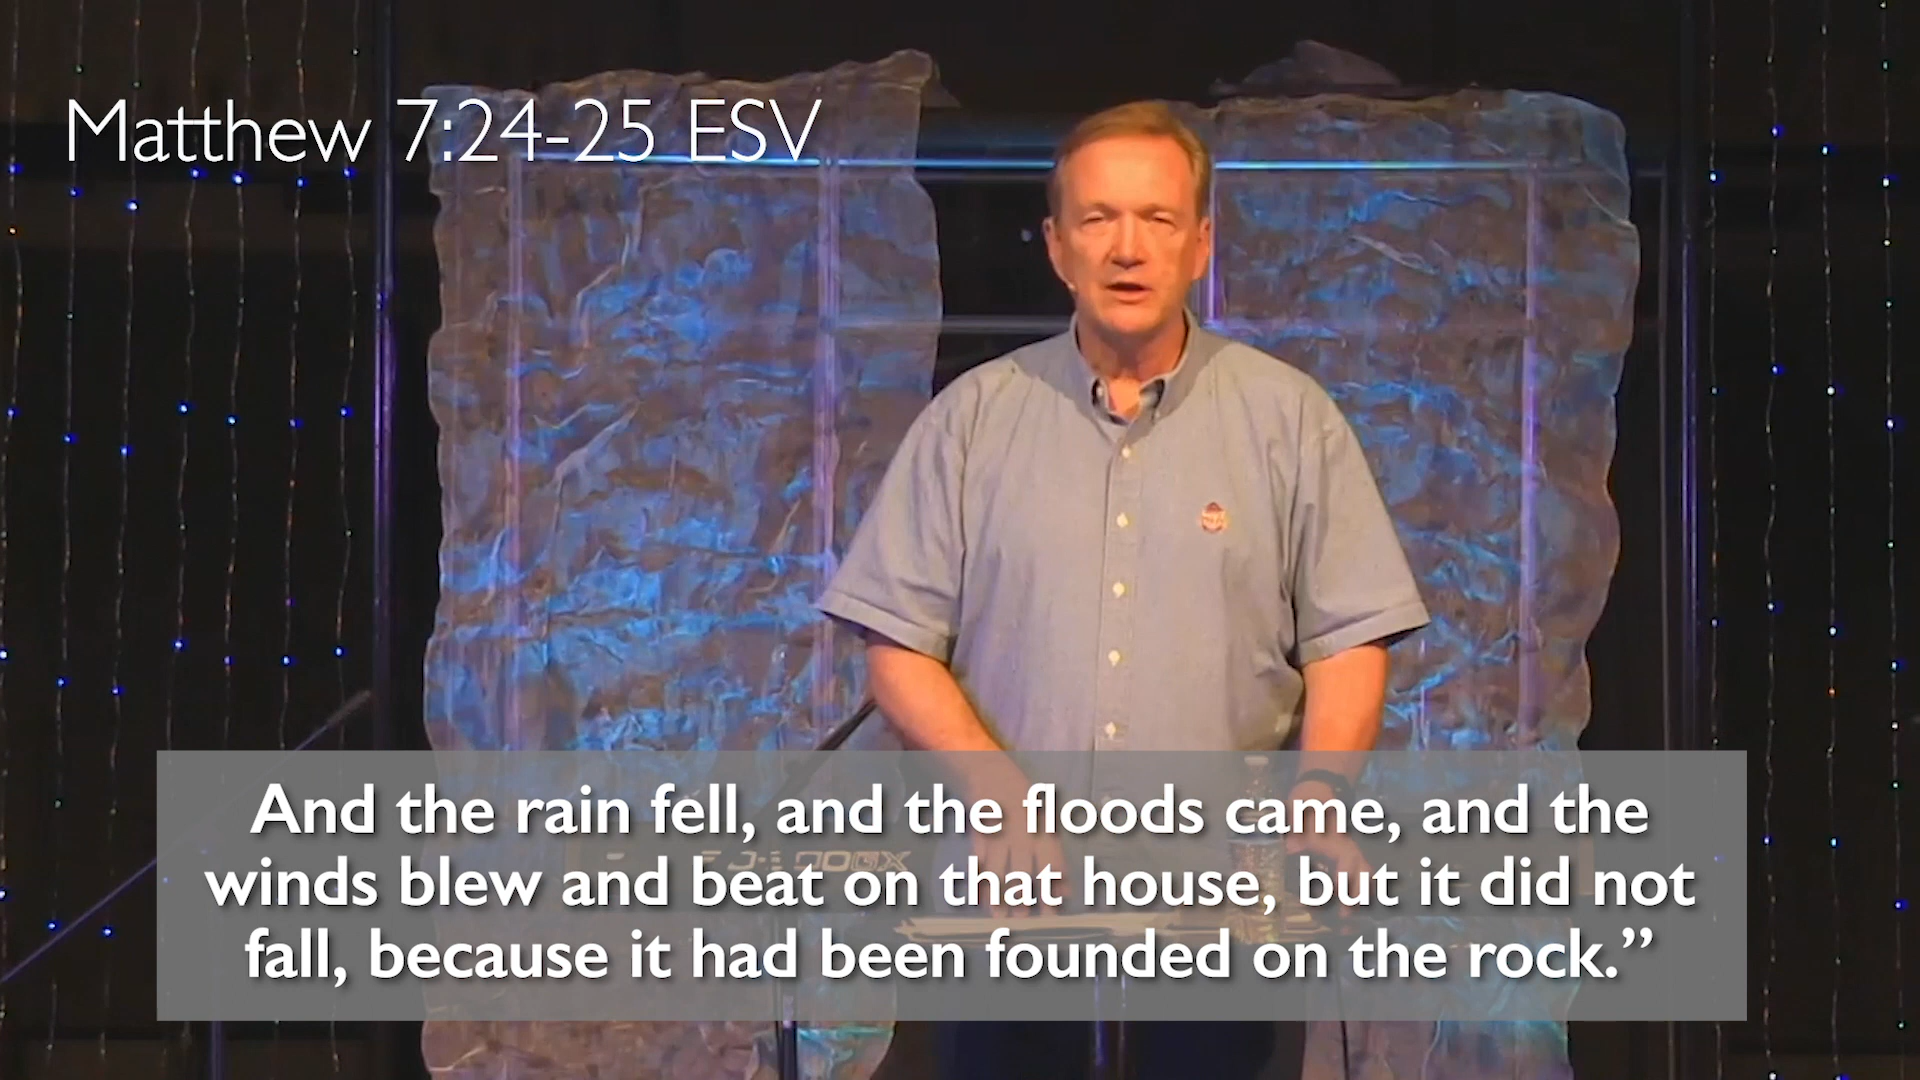 Matthew 7:24-25 ESV
And the rain fell, and the floods came, and the
winds blew and beat on that house, but it did not
fall, because it had been founded on the rock.”